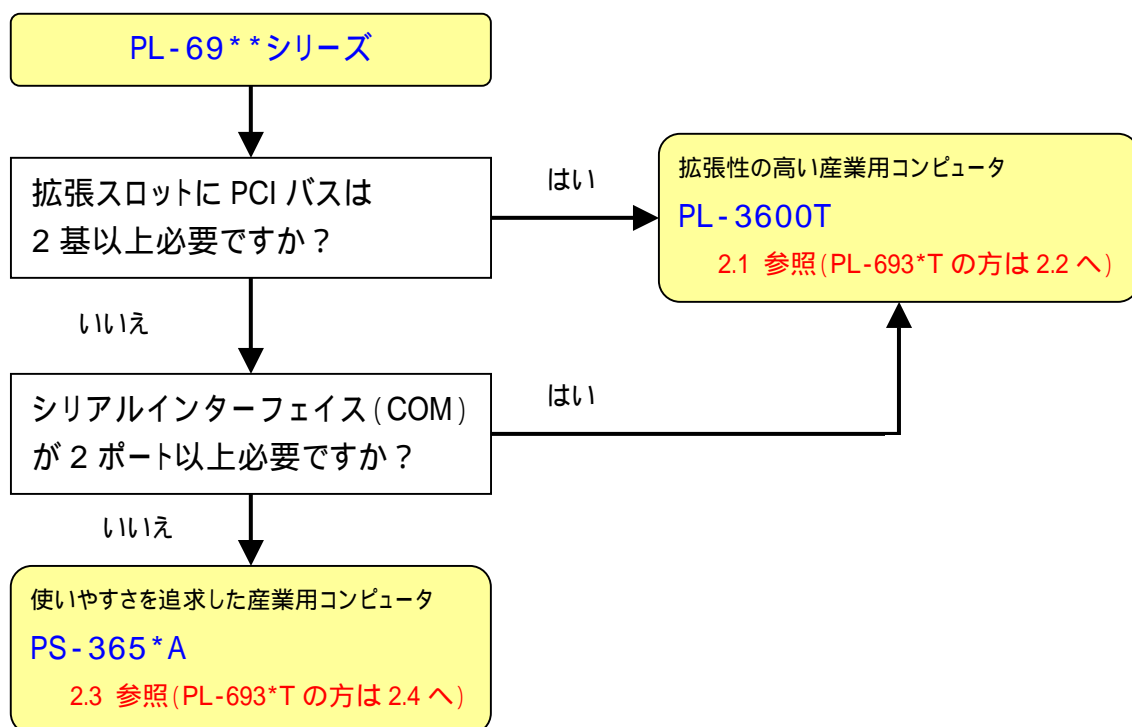 PL-69**シリーズ
拡張スロットに PCI バスは
2 基以上必要ですか？
はい
拡張性の高い産業用コンピュータ
PL-3600T
2.1 参照(PL-693*T の方は 2.2 へ)
いいえ
シリアルインターフェイス(COM)
が 2 ポート以上必要ですか？
はい
いいえ
使いやすさを追求した産業用コンピュータ
PS-365*A
2.3 参照(PL-693*T の方は 2.4 へ)